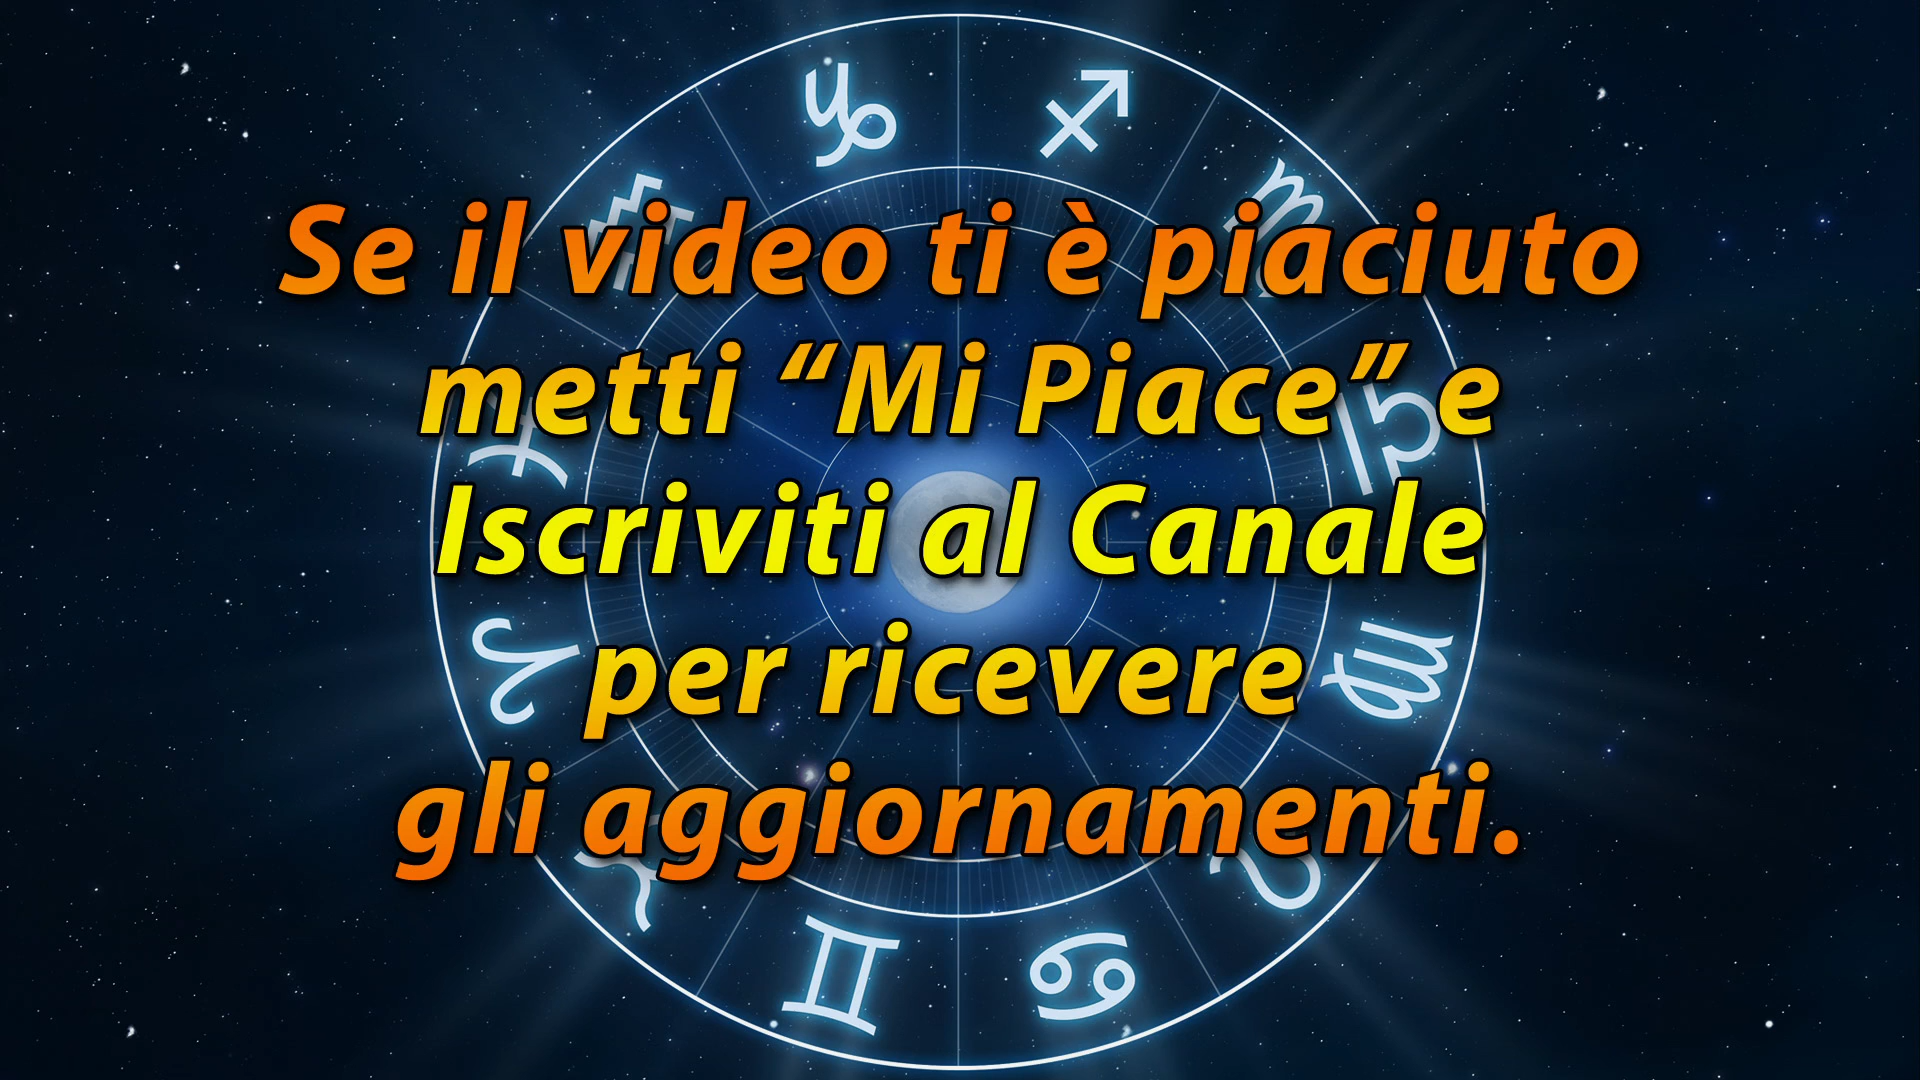 Se il video ti è piaciuto
metti “Mi Piace” e
Iscriviti al Canale
per ricevere
gli aggiornamenti.